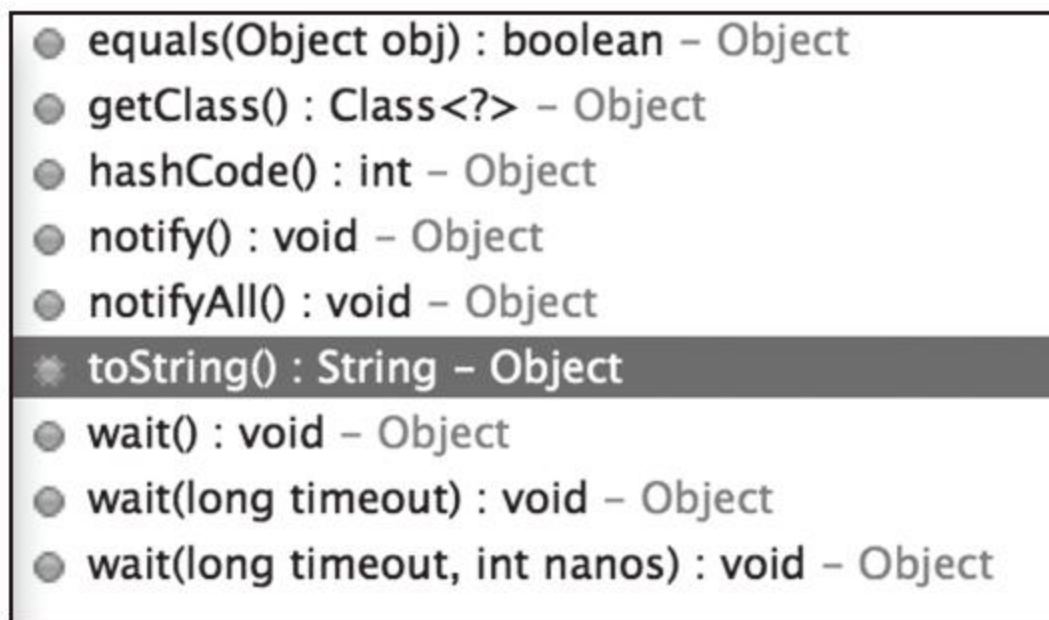 equals(Object obj) : boolean – Object
getClass() : Class<?> – Object
hashCode() : int – Object
notify() : void – Object
notifyAll() : void – Object
toString() : String – Object
wait() : void – Object
wait(long timeout) : void – Object
wait(long timeout, int nanos) : void – Object